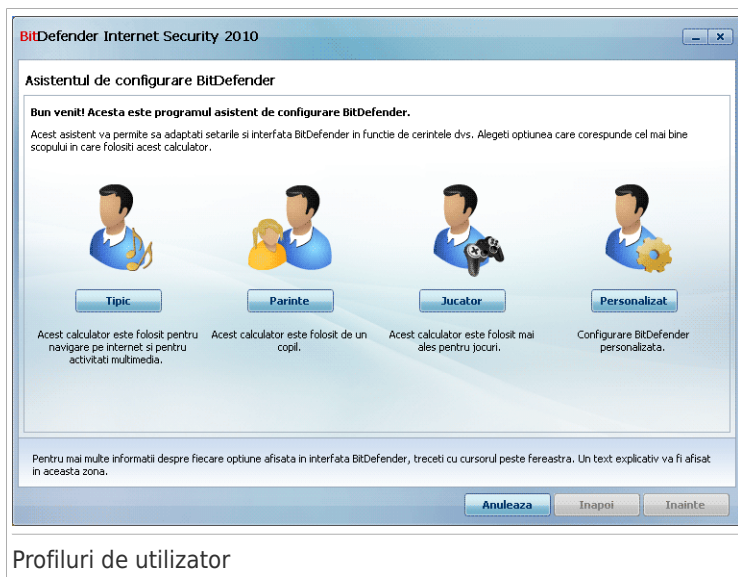 BitDefender Internet Security 2010
Asistentul de configurare BitDefender
Bun venit! Acesta este programul asistent de configurare BitDefender.
Acest asistent va permite sa adaptati setarile si interfata BitDefender in functie de cerintele dvs. Alegeti optiunea care corespunde cel mai bine
scopului in care folositi acest calculator.
Tipic
Acest calculator este folosit pentru
navigare pe internet si pentru
activitati multimedia.
Parinte
Acest calculator este folosit de un
copil.
Jucator
Acest calculator este folosit mai
ales pentru jocuri.
Personalizat
Configurare BitDefender
personalizata.
Pentru mai multe informatii despre fiecare optiune afisata in interfata BitDefender, treceti cu cursorul peste fereastra. Un text explicativ va fi afisat
in aceasta zona.
Anuleaza
Inapoi
Inainte
Profiluri de utilizator